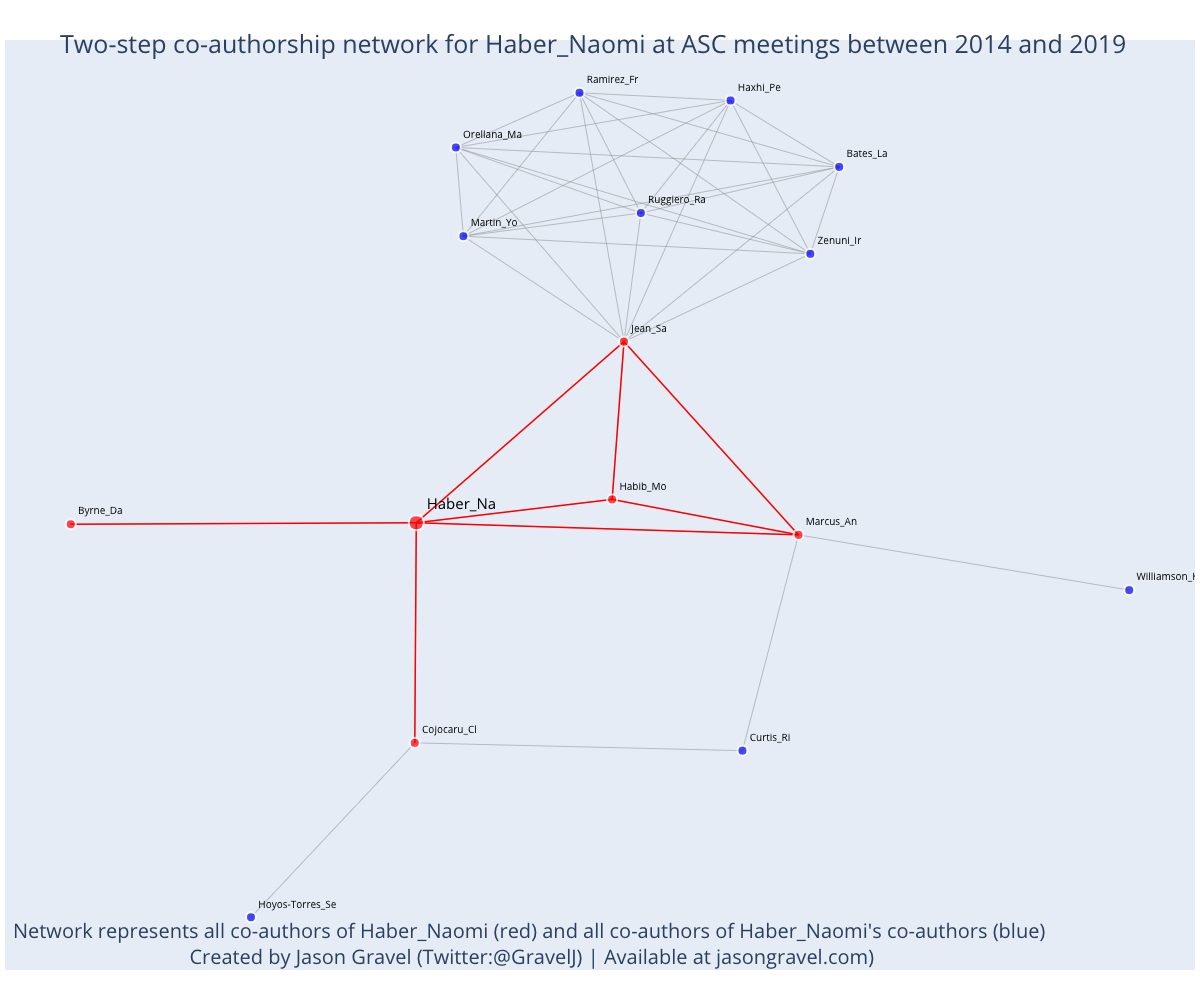 Two-step co-authorship network for Haber_Naomi at ASC meetings between 2014 and 2019
Ramirez_Fr
Haxhi_Pe
Orellana_Ma
Bates_La
Ruggiero_Ra
Martin_Yo
Zenuni_Ir
Jean_Sa
Habib_Mo
Haber_Na
Byrne_Da
Marcus_An
Williamson_
Cojocaru_Cl
Curtis_Ri
Hoyos-Torres_Se
Network represents all co-authors of Haber_Naomi (red) and all co-authors of Haber_Naomi's co-authors (blue)
Created by Jason Gravel (Twitter:@GravelJ) | Available at jasongravel.com)